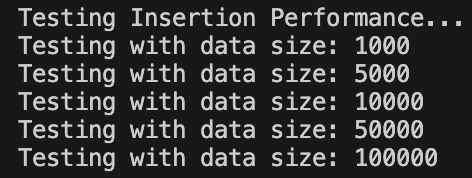 Testing Insertion Performance...
Testing with data size: 1000
Testing with data size: 5000
Testing with data size: 10000
Testing with data size: 50000
Testing with data size: 100000